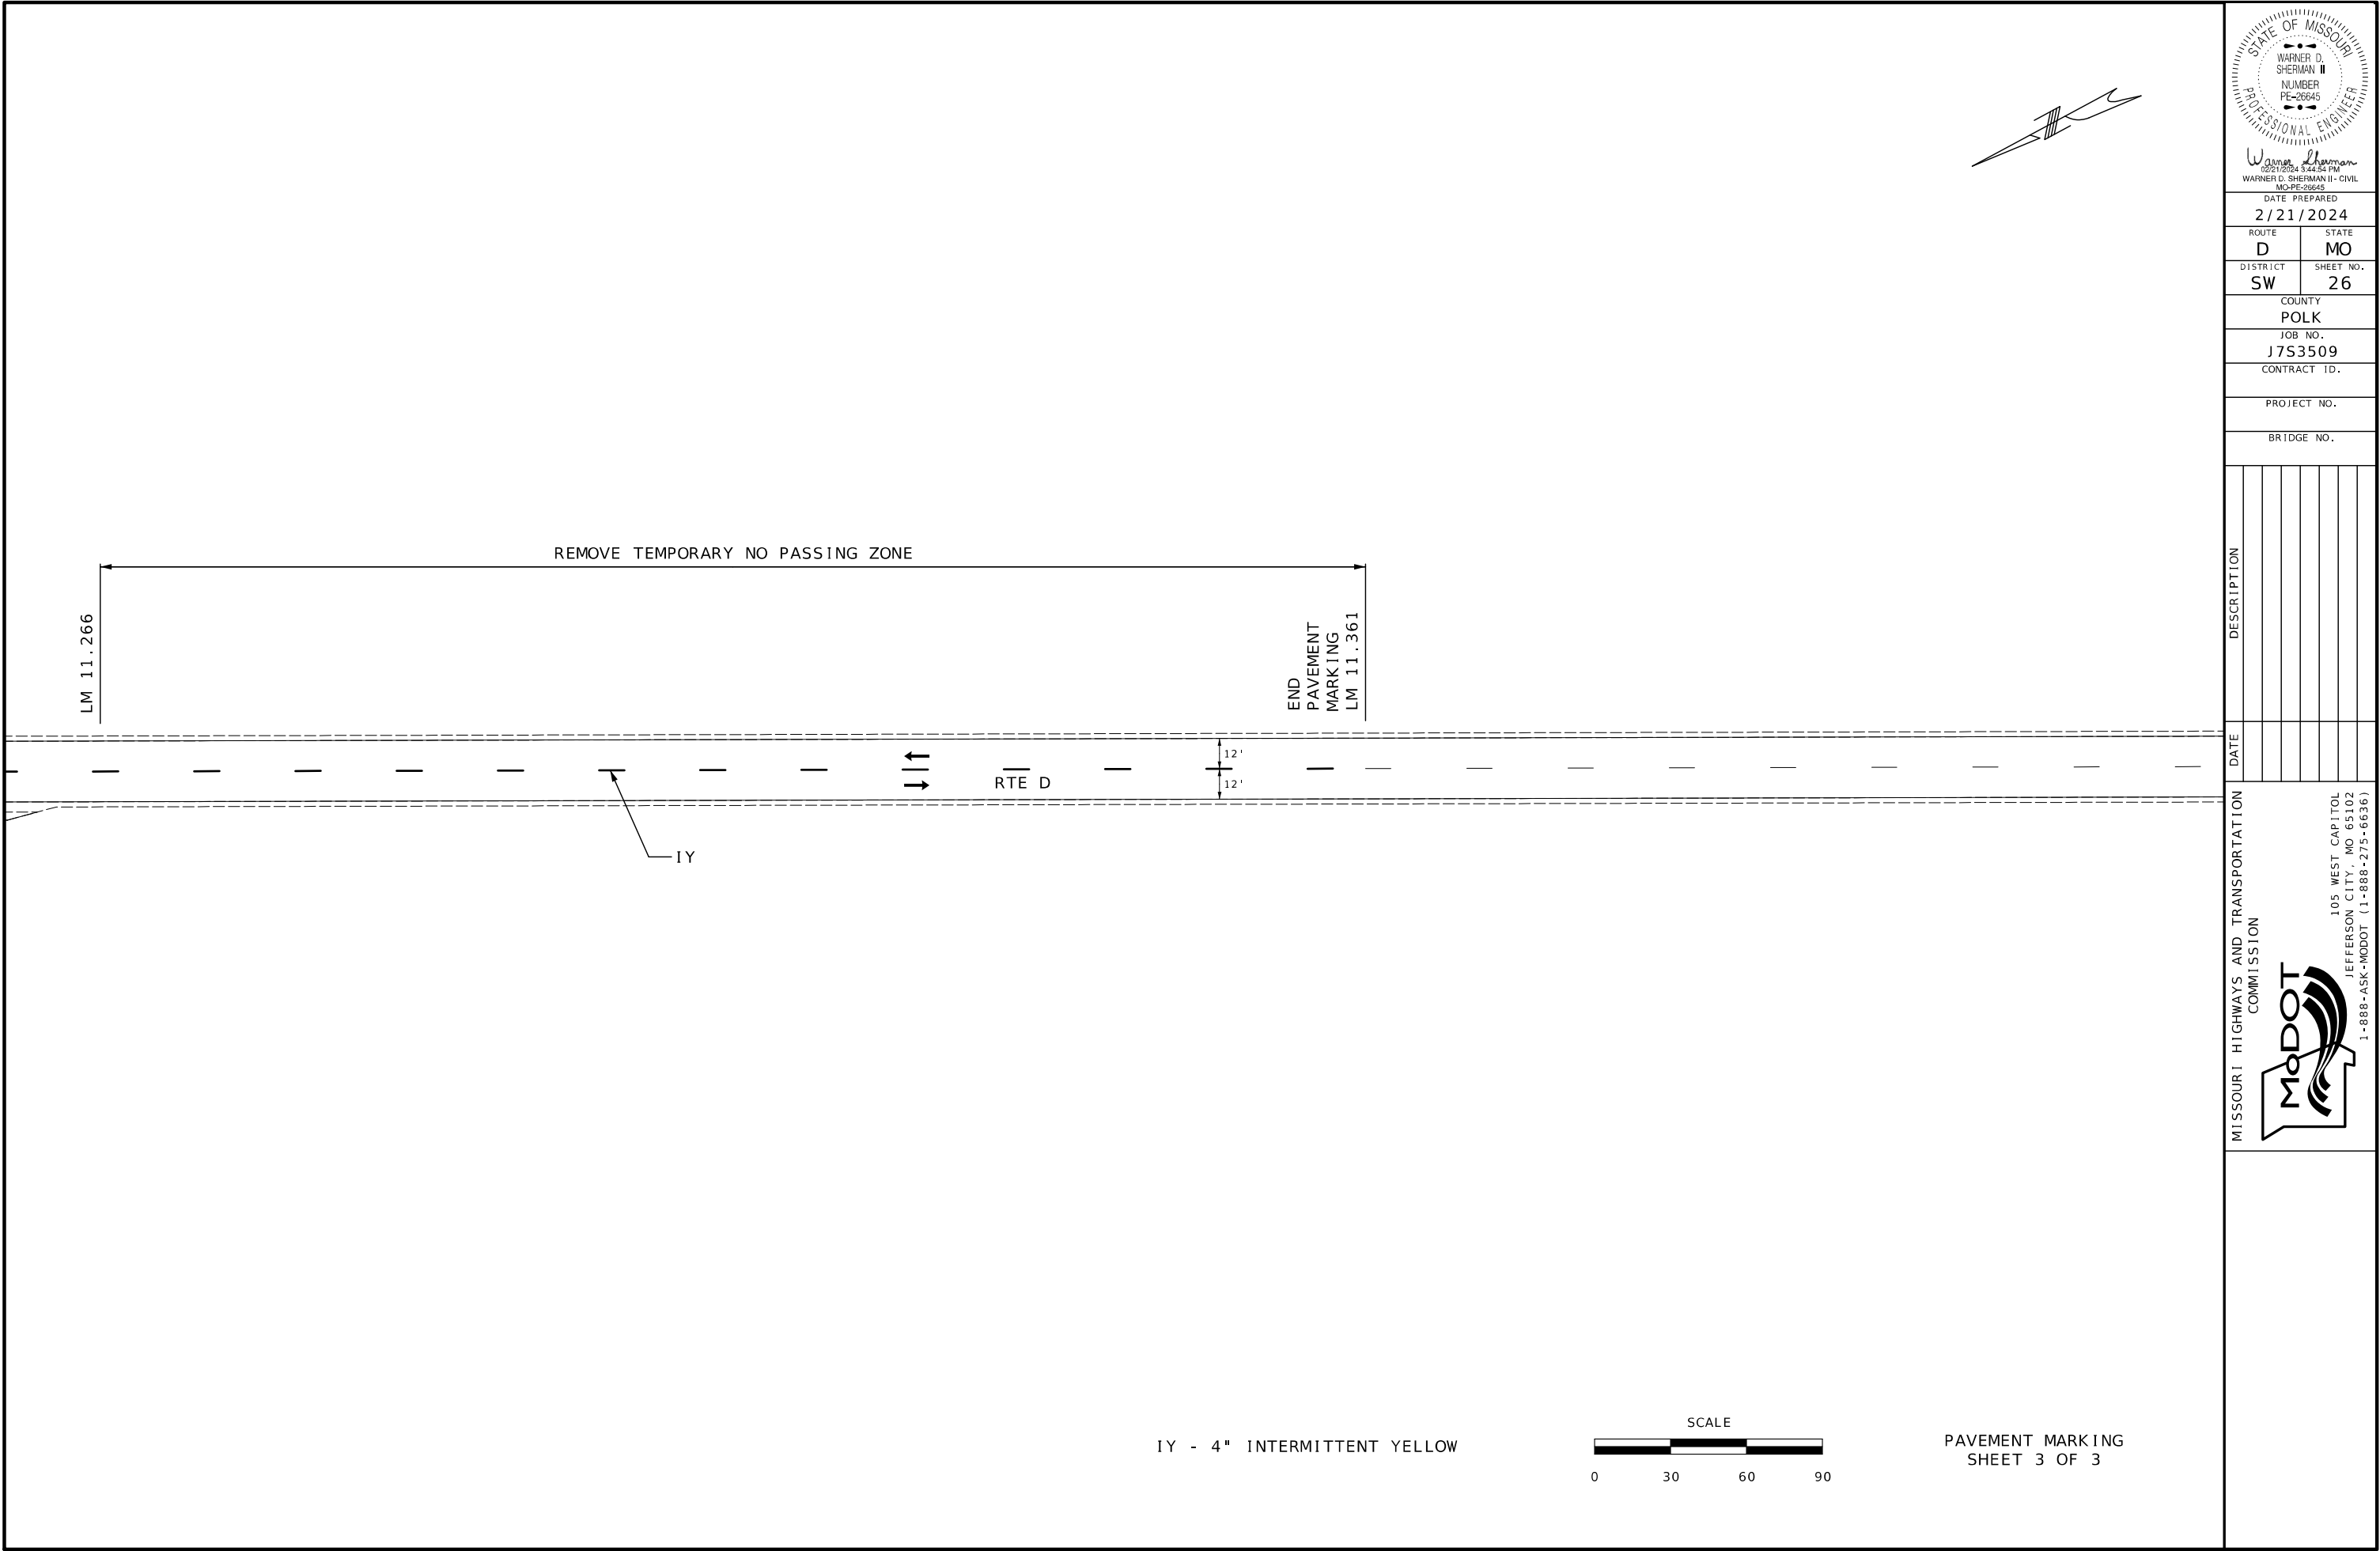 STATE OF MISSOURI
WARNER D.
SHERMAN II
NUMBER
PE-26645
PROFESSIONAL ENGINEER
Warner Sherman
02/21/2024 3:44:54 PM
WARNER D. SHERMAN II - CIVIL
MO-PE-26645
DATE PREPARED
2/21/2024
ROUTE
D
STATE
MO
DISTRICT
SW
SHEET NO.
26
COUNTY
POLK
JOB NO.
J7S3509
CONTRACT ID.
PROJECT NO.
BRIDGE NO.
DESCRIPTION
DATE
MISSOURI HIGHWAYS AND TRANSPORTATION
COMMISSION
MoDOT
105 WEST CAPITOL
JEFFERSON CITY, MO 65102
1-888-ASK-MODOT (1-888-275-6636)
REMOVE TEMPORARY NO PASSING ZONE
LM 11.266
END
PAVEMENT
MARKING
LM 11.361
12'
RTE D
12'
IY
IY - 4" INTERMITTENT YELLOW
SCALE
0 30 60 90
PAVEMENT MARKING
SHEET 3 OF 3